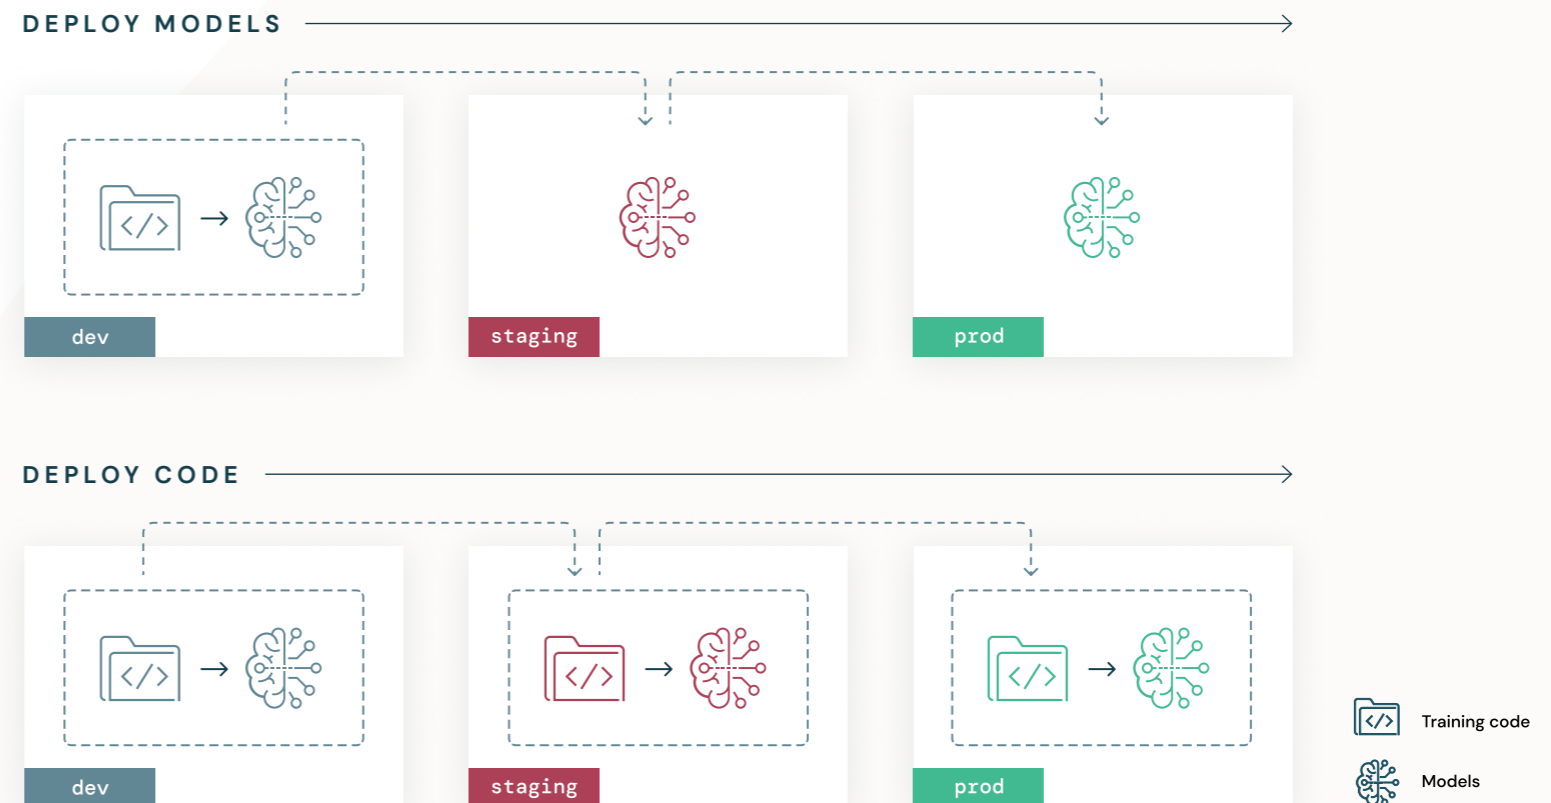 DEPLOY MODELS
</>
dev
staging
prod
DEPLOY CODE
</>
</>
</>
dev
staging
prod
</> Training code
Models